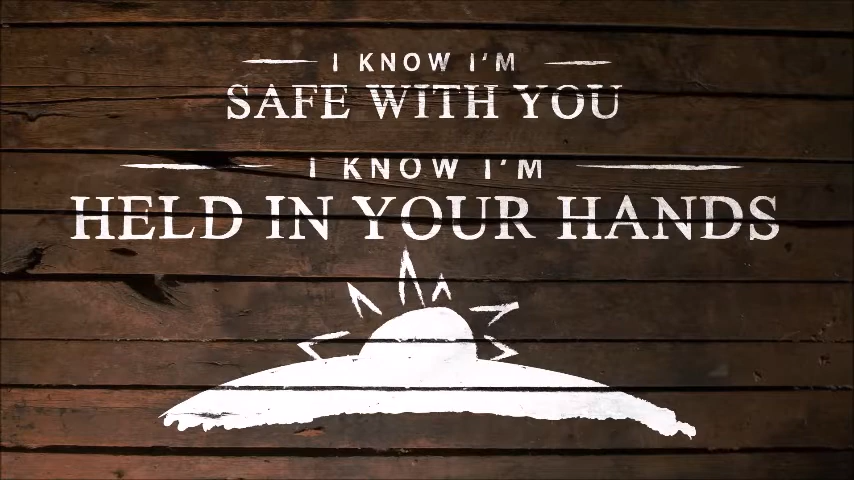 I KNOW I'M
SAFE WITH YOU
I KNOW I'M
HELD IN YOUR HANDS